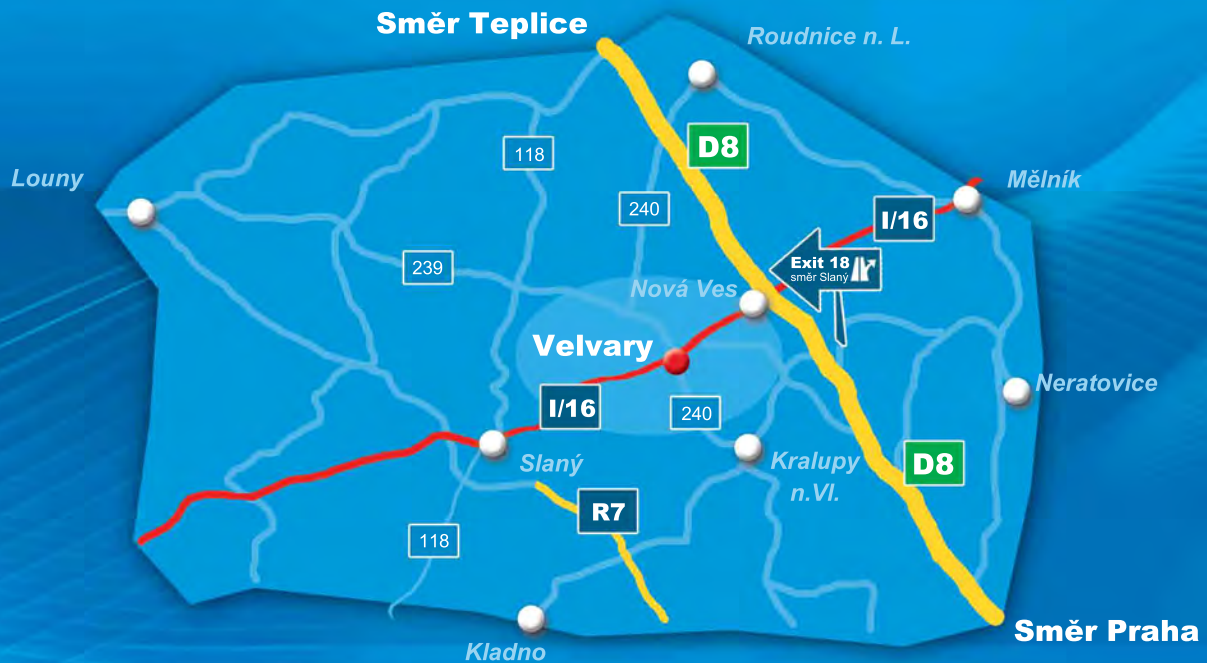 Směr Teplice
Roudnice n. L.
D8
118
Louny
Mělník
240
I/16
239
Exit 18
směr Slaný
Nová Ves
Velvary
Neratovice
I/16
240
Slaný
Kralupy
n.Vl.
D8
R7
118
Směr Praha
Kladno